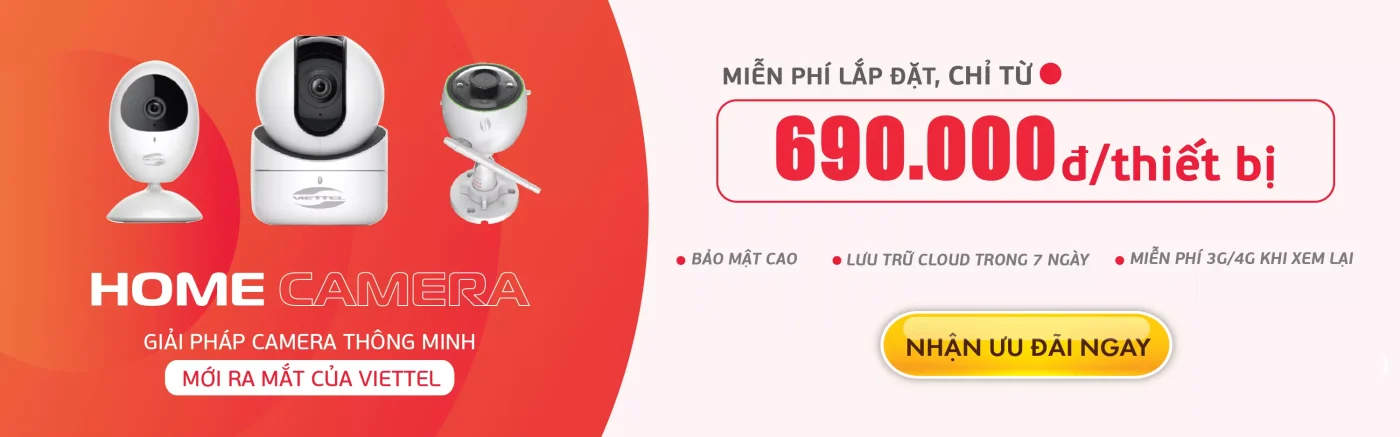 VIETTEL
HOME CAMERA
GIẢI PHÁP CAMERA THÔNG MINH
MỚI RA MẮT CỦA VIETTEL
MIỄN PHÍ LẮP ĐẶT, CHỈ TỪ
690.000đ/thiết bị
BẢO MẬT CAO
LƯU TRỮ CLOUD TRONG 7 NGÀY
MIỄN PHÍ 3G/4G KHI XEM LẠI
NHẬN ƯU ĐÃI NGAY